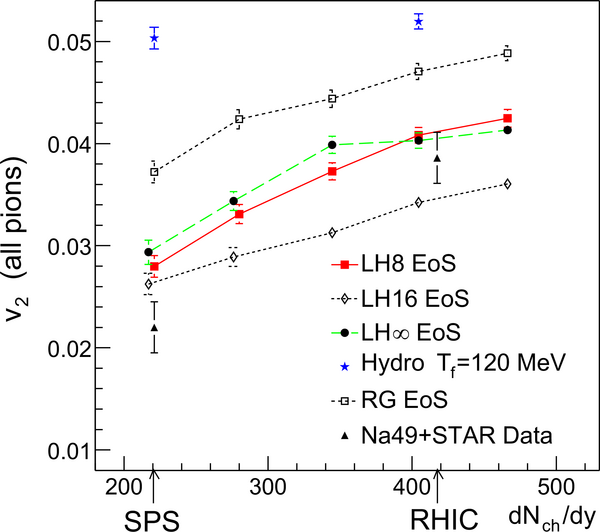 v₂ (all pions)
0.05
0.04
0.03
0.02
0.01
LH8 EoS
LH16 EoS
LH∞ EoS
Hydro T_f=120 MeV
RG EoS
Na49+STAR Data
200 300 400 500
SPS RHIC dN_ch/dy